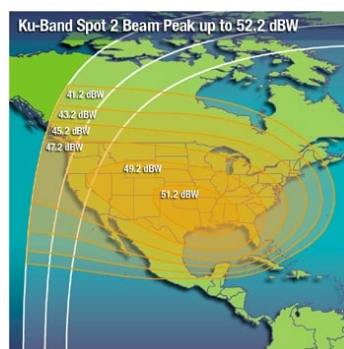 Ku-Band Spot 2 Beam Peak up to 52.2 dBW
41.2 dBW
43.2 dBW
45.2 dBW
47.2 dBW
49.2 dBW
51.2 dBW